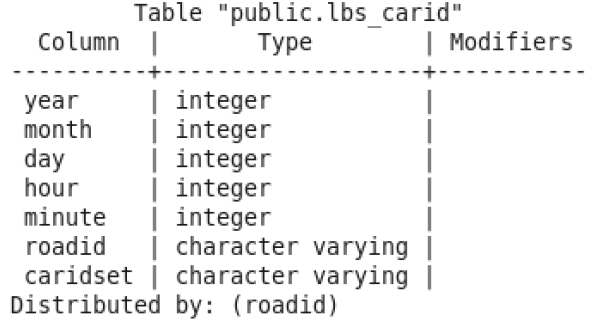 Table "public.lbs_carid"
Column | Type | Modifiers
----------+-------------------+-----------
year | integer |
month | integer |
day | integer |
hour | integer |
minute | integer |
roadid | character varying |
caridset | character varying |
Distributed by: (roadid)